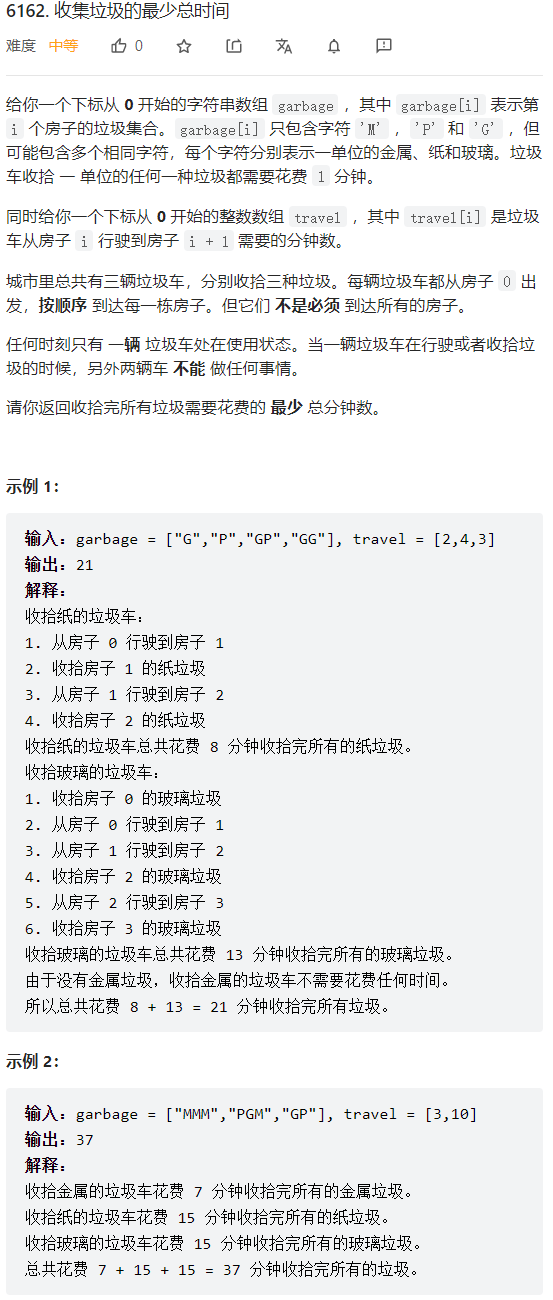 6162. 收集垃圾的最少总时间
难度 中等 0
给你一个下标从 0 开始的字符串数组 garbage ，其中 garbage[i] 表示第
i 个房子的垃圾集合。garbage[i] 只包含字符 'M' ，'P' 和 'G' ，但
可能包含多个相同字符，每个字符分别表示一单位的金属、纸和玻璃。垃圾
车收拾 一 单位的任何一种垃圾都需要花费 1 分钟。
同时给你一个下标从 0 开始的整数数组 travel ，其中 travel[i] 是垃圾
车从房子 i 行驶到房子 i + 1 需要的分钟数。
城市里总共有三辆垃圾车，分别收拾三种垃圾。每辆垃圾车都从房子 0 出
发，按顺序 到达每一栋房子。但它们 不是必须 到达所有的房子。
任何时刻只有 一辆 垃圾车处在使用状态。当一辆垃圾车在行驶或者收拾垃
圾的时候，另外两辆车 不能 做任何事情。
请你返回收拾完所有垃圾需要花费的 最少 总分钟数。
示例 1：
输入：garbage = ["G","P","GP","GG"], travel = [2,4,3]
输出：21
解释：
收拾纸的垃圾车：
1. 从房子 0 行驶到房子 1
2. 收拾房子 1 的纸垃圾
3. 从房子 1 行驶到房子 2
4. 收拾房子 2 的纸垃圾
收拾纸的垃圾车总共花费 8 分钟收拾完所有的纸垃圾。
收拾玻璃的垃圾车：
1. 收拾房子 0 的玻璃垃圾
2. 从房子 0 行驶到房子 1
3. 从房子 1 行驶到房子 2
4. 收拾房子 2 的玻璃垃圾
5. 从房子 2 行驶到房子 3
6. 收拾房子 3 的玻璃垃圾
收拾玻璃的垃圾车总共花费 13 分钟收拾完所有的玻璃垃圾。
由于没有金属垃圾，收拾金属的垃圾车不需要花费任何时间。
所以总共花费 8 + 13 = 21 分钟收拾完所有垃圾。
示例 2：
输入：garbage = ["MMM","PGM","GP"], travel = [3,10]
输出：37
解释：
收拾金属的垃圾车花费 7 分钟收拾完所有的金属垃圾。
收拾纸的垃圾车花费 15 分钟收拾完所有的纸垃圾。
收拾玻璃的垃圾车花费 15 分钟收拾完所有的玻璃垃圾。
总共花费 7 + 15 + 15 = 37 分钟收拾完所有的垃圾。